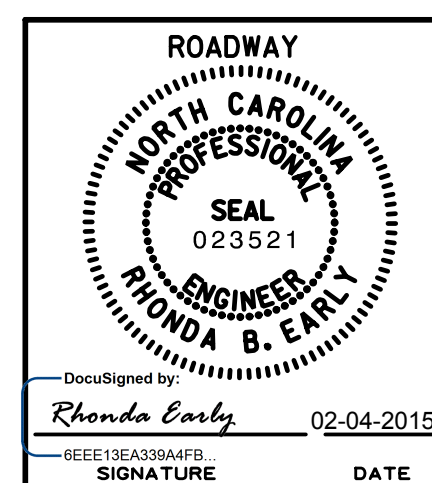 ROADWAY
NORTH CAROLINA
PROFESSIONAL
SEAL
023521
ENGINEER
RHONDA B. EARLY
DocuSigned by:
Rhonda Early
02-04-2015
6EEE13EA339A4FB...
SIGNATURE
DATE